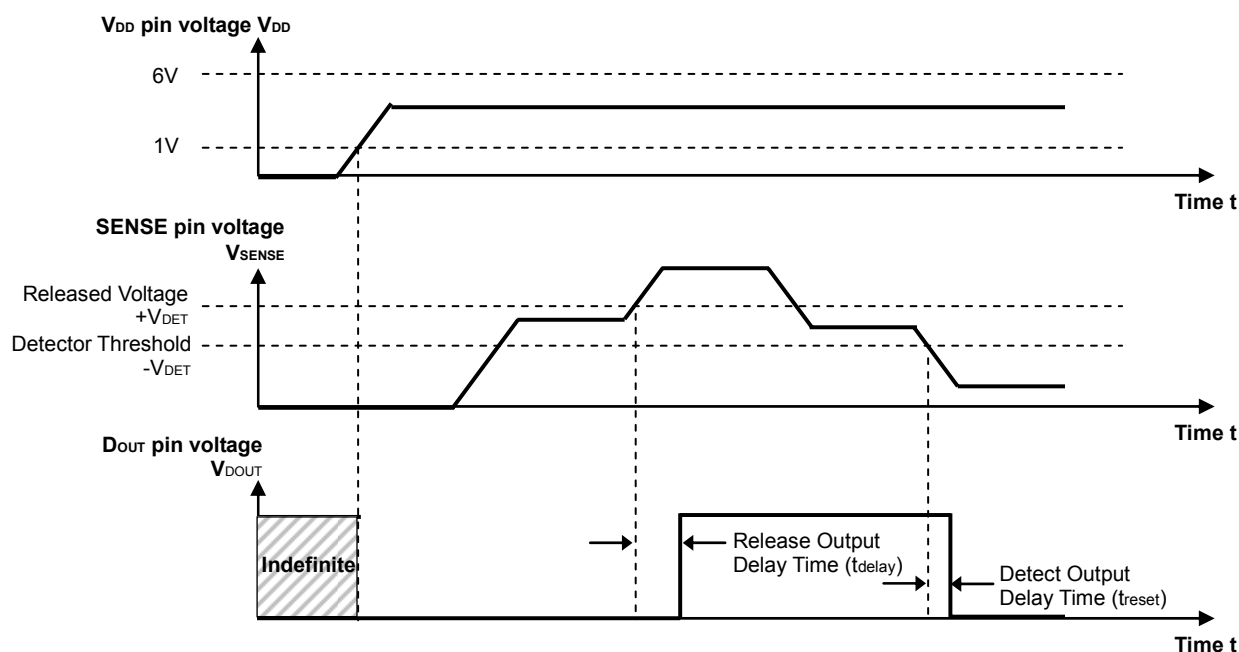 VDD pin voltage VDD
6V
1V
Time t
SENSE pin voltage
VSENSE
Released Voltage
+VDET
Detector Threshold
-VDET
Time t
DOUT pin voltage
VDOUT
Indefinite
Release Output
Delay Time (tdelay)
Detect Output
Delay Time (treset)
Time t